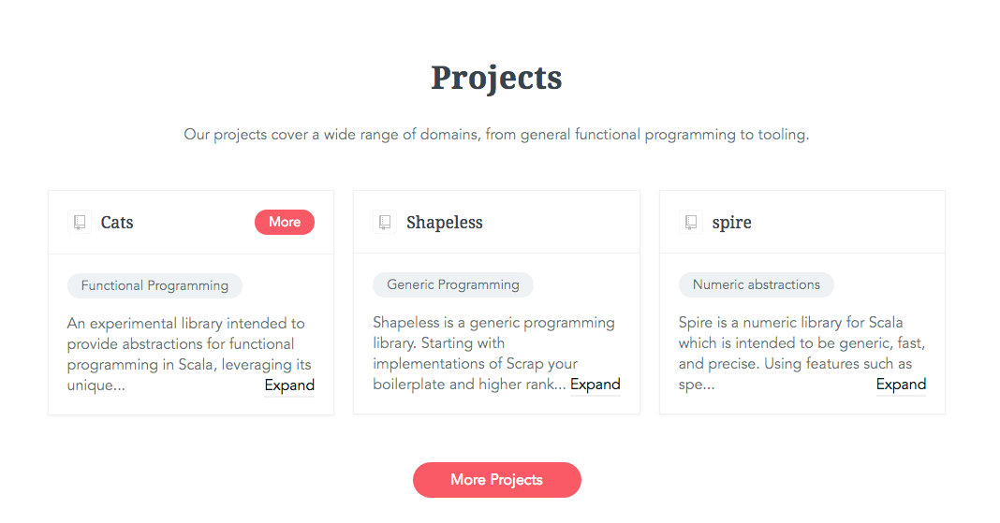 Projects
Our projects cover a wide range of domains, from general functional programming to tooling.
Cats
More
Functional Programming
An experimental library intended to
provide abstractions for functional
programming in Scala, leveraging its
unique... Expand
Shapeless
Generic Programming
Shapeless is a generic programming
library. Starting with
implementations of Scrap your
boilerplate and higher rank... Expand
spire
Numeric abstractions
Spire is a numeric library for Scala
which is intended to be generic, fast,
and precise. Using features such as
spe... Expand
More Projects